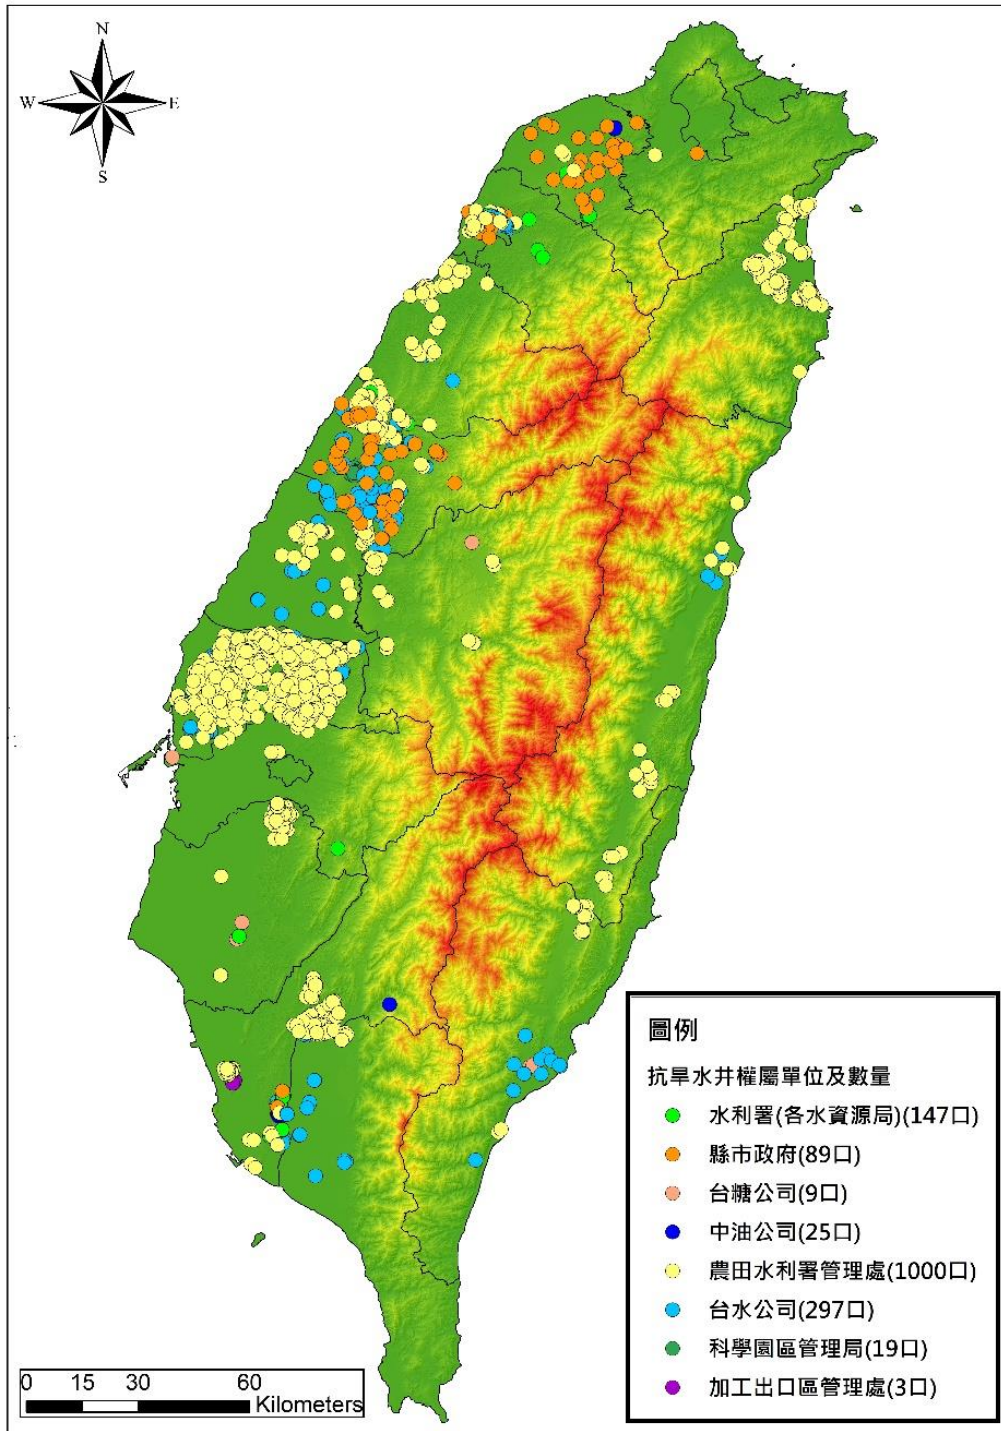 N
W
E
S
圖例
抗旱水井權屬單位及數量
水利署(各水資源局)(147口)
縣市政府(89口)
台糖公司(9口)
中油公司(25口)
農田水利署管理處(1000口)
台水公司(297口)
科學園區管理局(19口)
加工出口區管理處(3口)
0 15 30 60
Kilometers